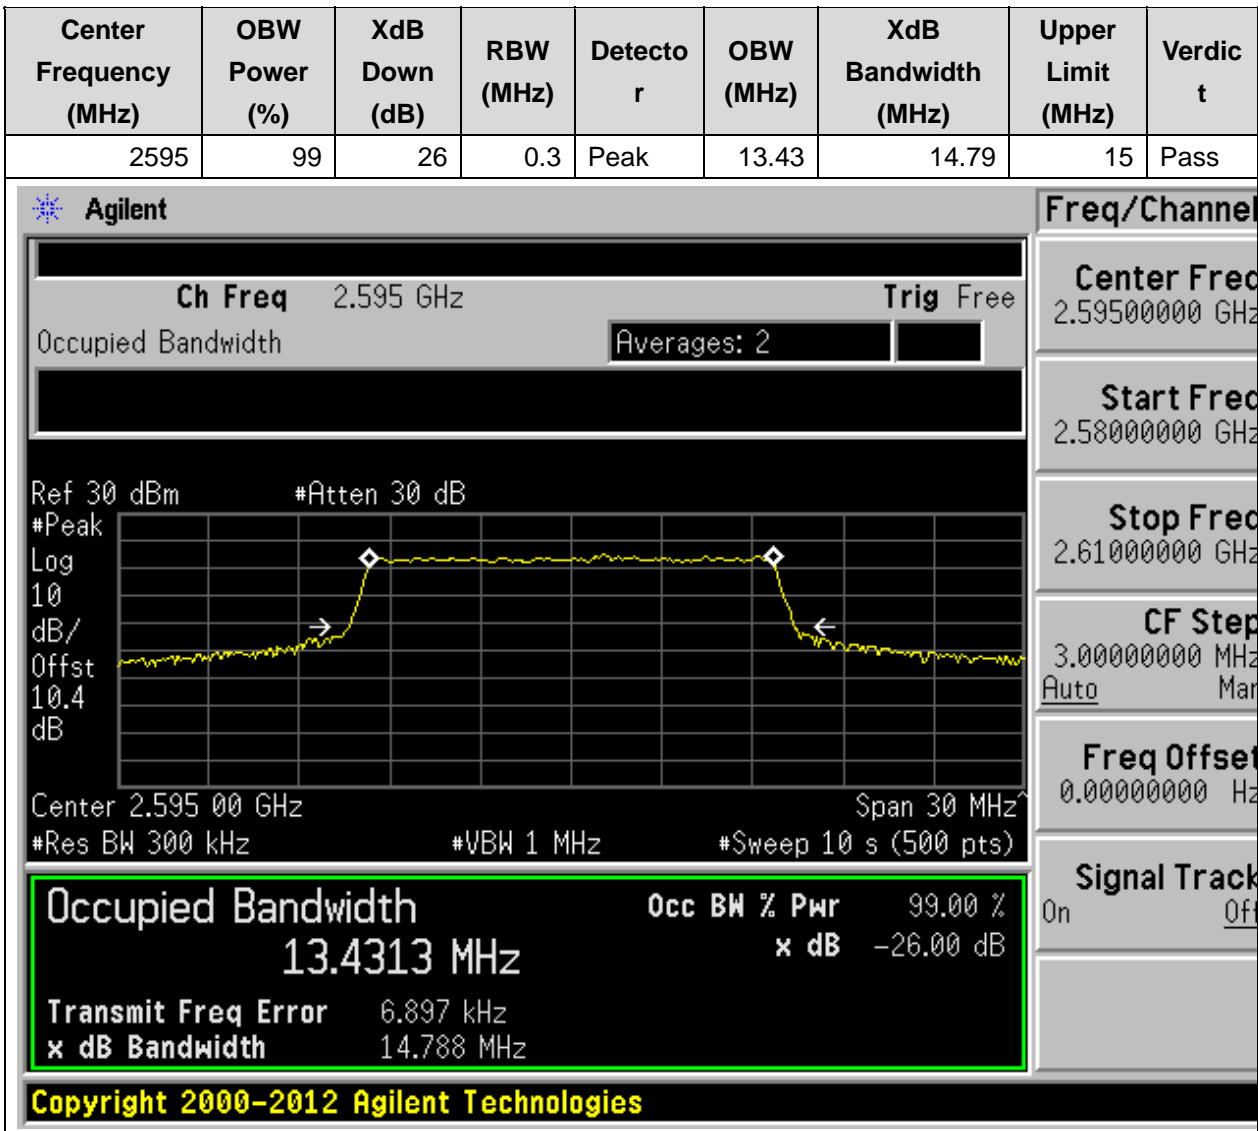 Center Frequency (MHz) OBW Power (%) XdB Down (dB) RBW (MHz) Detector OBW (MHz) XdB Bandwidth (MHz) Upper Limit (MHz) Verdict
2595 99 26 0.3 Peak 13.43 14.79 15 Pass
Agilent
Freq/Channel
Ch Freq 2.595 GHz Trig Free
Occupied Bandwidth Averages: 2
Center Freq
2.59500000 GHz
Start Freq
2.58000000 GHz
Stop Freq
2.61000000 GHz
CF Step
3.00000000 MHz
Auto Man
Freq Offset
0.00000000 Hz
Signal Track
On Off
Ref 30 dBm #Atten 30 dB
#Peak
Log
10
dB/
Offst
10.4
dB
Center 2.595 00 GHz Span 30 MHz^
#Res BW 300 kHz #VBW 1 MHz #Sweep 10 s (500 pts)
Occupied Bandwidth
13.4313 MHz
Occ BW % Pwr 99.00 %
x dB -26.00 dB
Transmit Freq Error 6.897 kHz
x dB Bandwidth 14.788 MHz
Copyright 2000-2012 Agilent Technologies